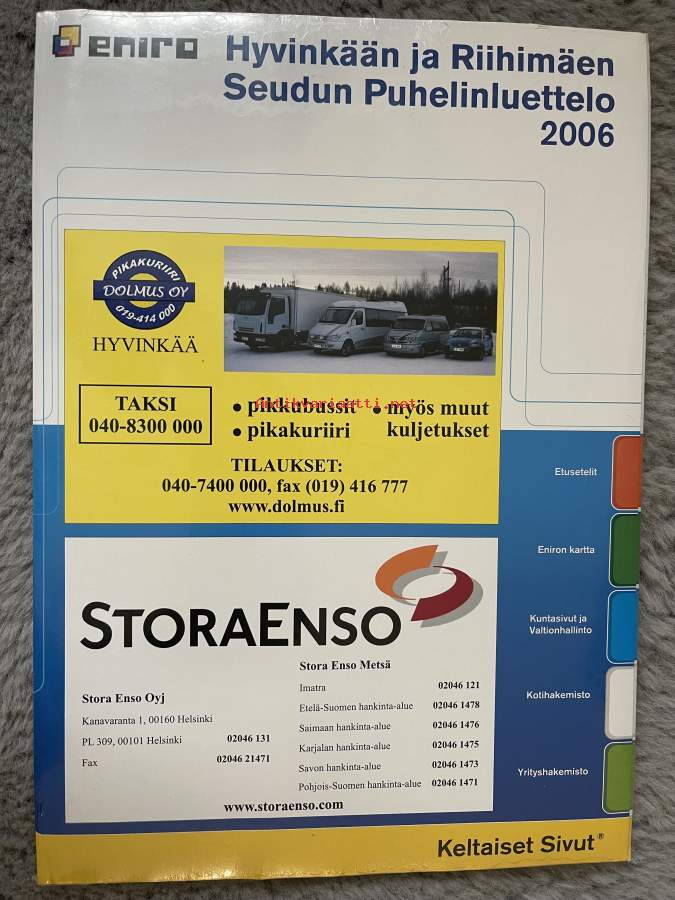 eniro
Hyvinkään ja Riihimäen
Seudun Puhelinluettelo
2006
PIKAKURIIRI
DOLMUS OY
019-414 000
HYVINKÄÄ
TAKSI
040-8300 000
• pikkubussit
• pikakuriiri
• myös muut
kuljetukset
antikvariaatti.net
TILAUKSET:
040-7400 000, fax (019) 416 777
www.dolmus.fi
Etusetelit
Eniron kartta
Kuntasivut ja
Valtionhallinto
Kotihakemisto
Yrityshakemisto
STORAENSO
Stora Enso Oyj
Kanavaranta 1, 00160 Helsinki
PL 309, 00101 Helsinki 02046 131
Fax 02046 21471
Stora Enso Metsä
Imatra 02046 121
Etelä-Suomen hankinta-alue 02046 1478
Saimaan hankinta-alue 02046 1476
Karjalan hankinta-alue 02046 1475
Savon hankinta-alue 02046 1473
Pohjois-Suomen hankinta-alue 02046 1471
www.storaenso.com
Keltaiset Sivut®